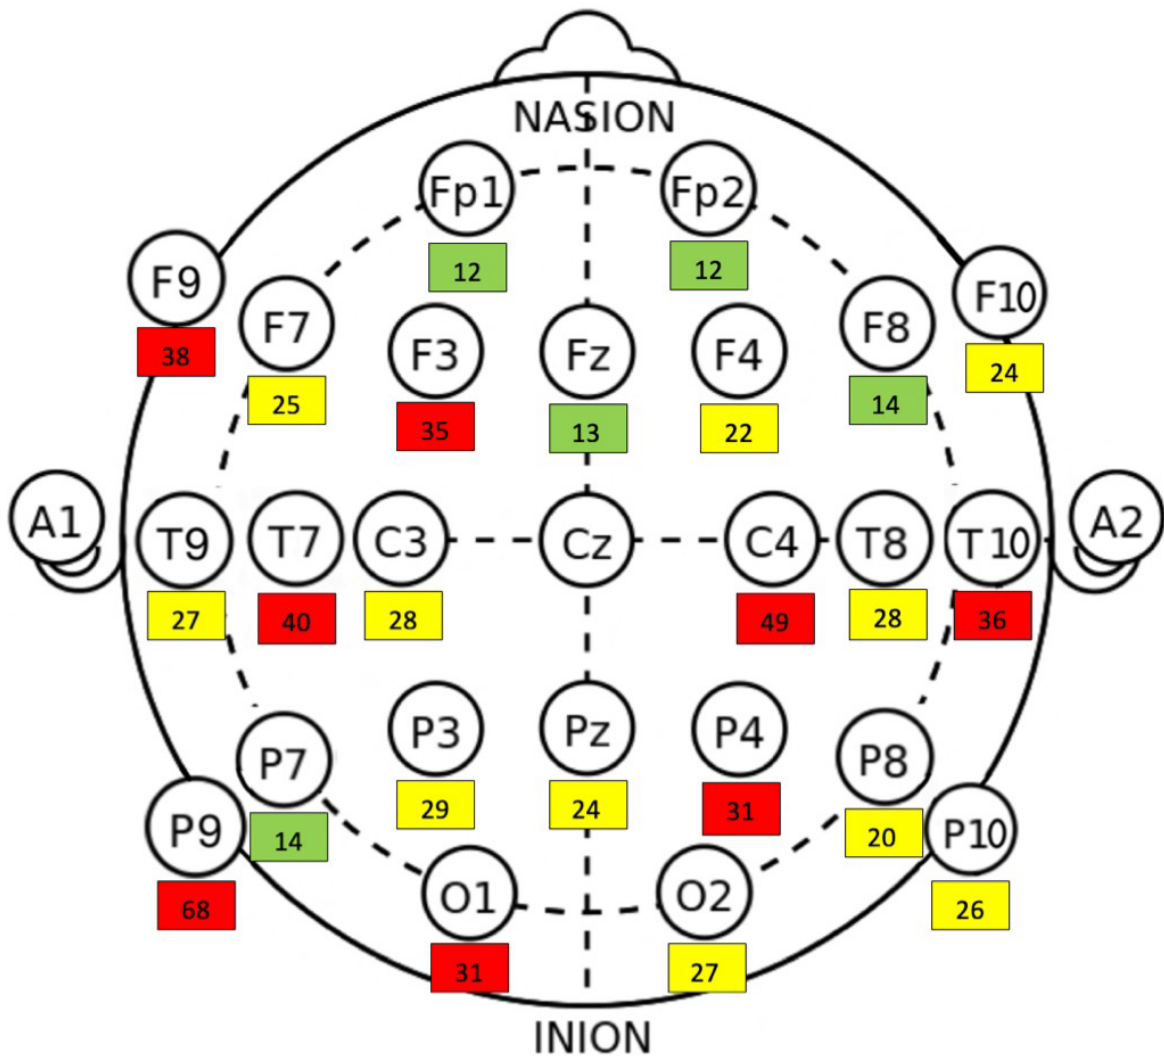 NASION
Fp1 Fp2
12 12
F9 F10
F7 F8
F3 Fz F4
38 24
25 14
35 13 22
A1 A2
T9 T7 C3 Cz C4 T8 T10
27 40 28 49 28 36
P3 Pz P4
P7 P8
29 24 31
P9 P10
14 20
O1 O2
68 26
31 27
INION